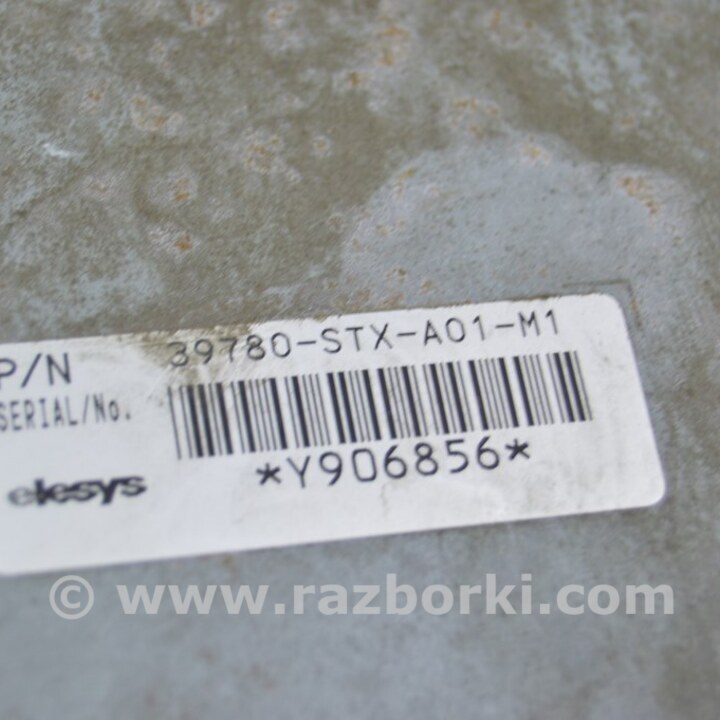 P/N 39780-STX-A01-M1
SERIAL/No.
*Y906856*
elesys
© www.razborki.com